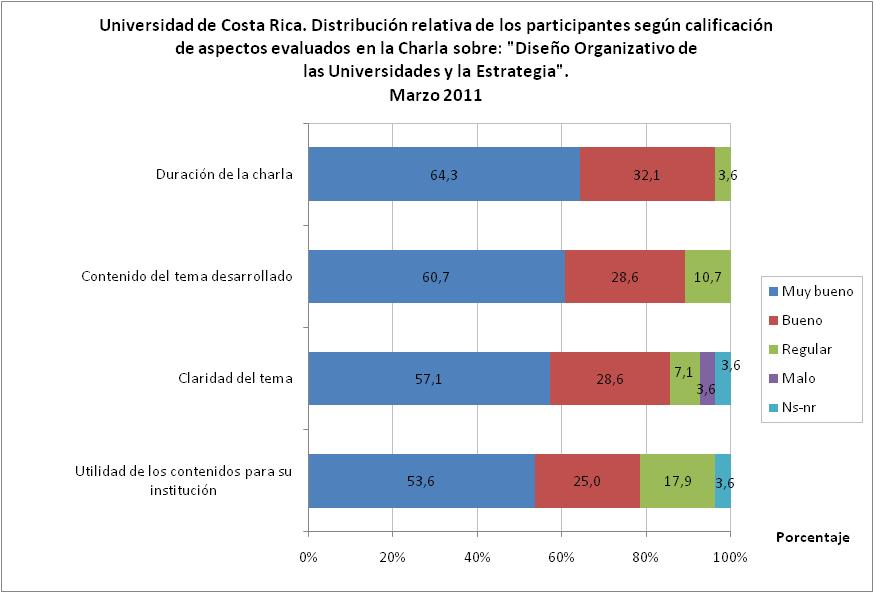 Universidad de Costa Rica. Distribución relativa de los participantes según calificación
de aspectos evaluados en la Charla sobre: "Diseño Organizativo de
las Universidades y la Estrategia".
Marzo 2011
Duración de la charla
64,3
32,1
3,6
Contenido del tema desarrollado
60,7
28,6
10,7
Claridad del tema
57,1
28,6
7,1
3,6
3,6
Utilidad de los contenidos para su
institución
53,6
25,0
17,9
3,6
Muy bueno
Bueno
Regular
Malo
Ns-nr
Porcentaje
0%
20%
40%
60%
80%
100%